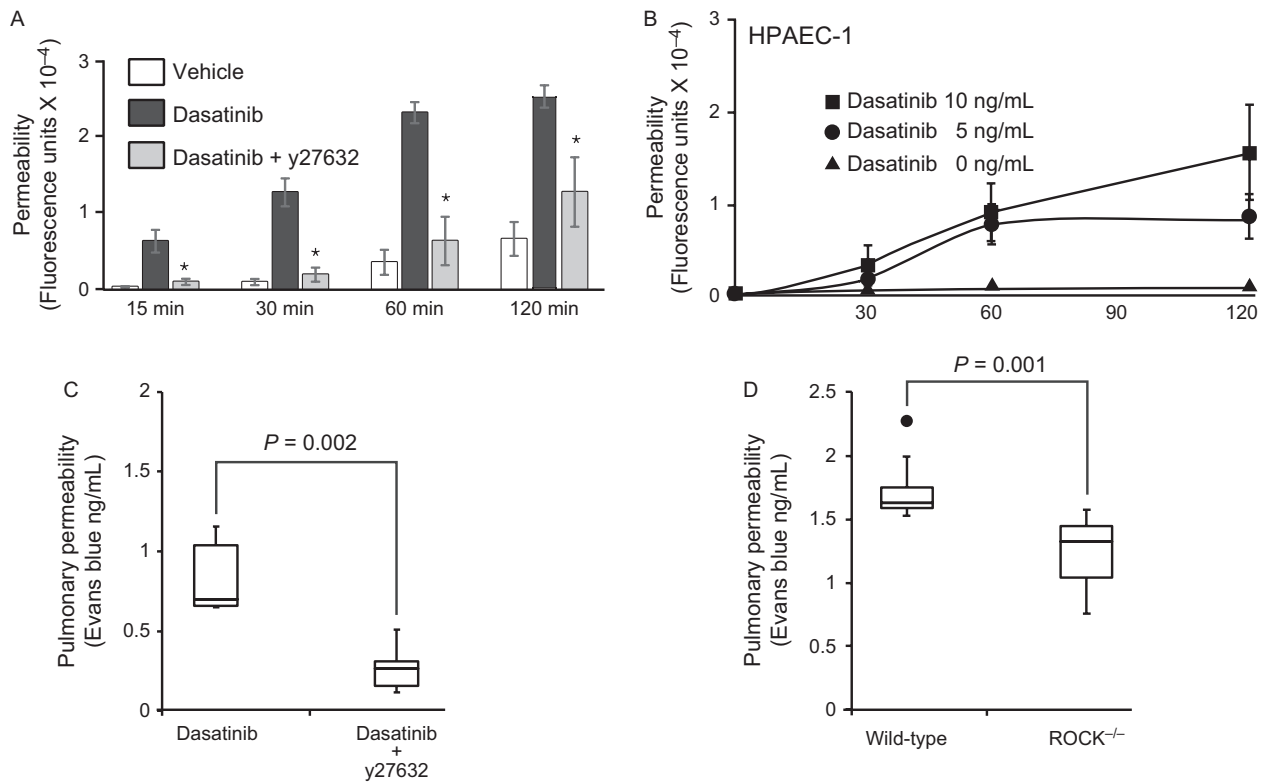 A
Permeability
(Fluorescence units X 10–4)
3
2
1
0
Vehicle
Dasatinib
Dasatinib + y27632
*
*
*
*
15 min
30 min
60 min
120 min
B
HPAEC-1
Permeability
(Fluorescence units X 10–4)
3
2
1
0
Dasatinib 10 ng/mL
Dasatinib 5 ng/mL
Dasatinib 0 ng/mL
30
60
90
120
C
Pulmonary permeability
(Evans blue ng/mL)
2
1.5
1
0.5
0
P = 0.002
Dasatinib
Dasatinib
+
y27632
D
Pulmonary permeability
(Evans blue ng/mL)
2.5
2
1.5
1
0.5
0
P = 0.001
Wild-type
ROCK–/–